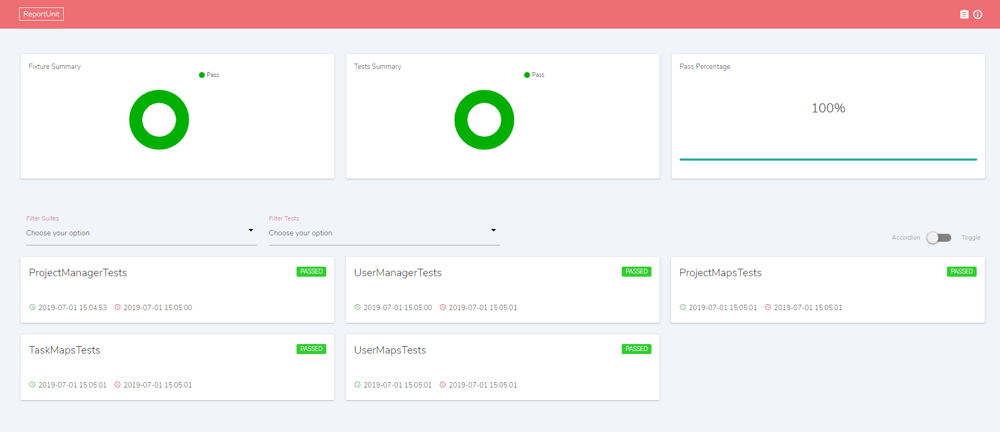 ReportUnit
Fixture Summary
Pass
Tests Summary
Pass
Pass Percentage
100%
Filter Suites
Choose your option
Filter Tests
Choose your option
Accordion Toggle
ProjectManagerTests PASSED
2019-07-01 15:04:53 2019-07-01 15:05:00
UserManagerTests PASSED
2019-07-01 15:05:00 2019-07-01 15:05:01
ProjectMapsTests PASSED
2019-07-01 15:05:01 2019-07-01 15:05:01
TaskMapsTests PASSED
2019-07-01 15:05:01 2019-07-01 15:05:01
UserMapsTests PASSED
2019-07-01 15:05:01 2019-07-01 15:05:01